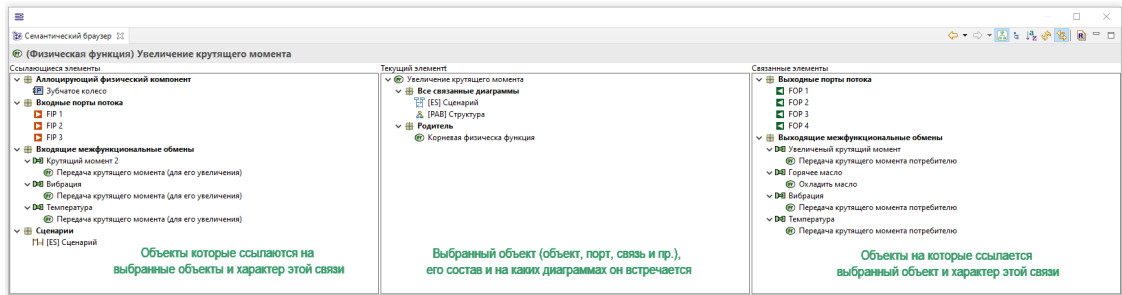 Семантический браузер
(Физическая функция) Увеличение крутящего момента
Ссылающиеся элементы
Аллоцирующий физический компонент
Зубчатое колесо
Входные порты потока
FIP 1
FIP 2
FIP 3
Входящие межфункциональные обмены
Крутящий момент 2
Передача крутящего момента (для его увеличения)
Вибрация
Передача крутящего момента (для его увеличения)
Температура
Передача крутящего момента (для его увеличения)
Сценарии
[ES] Сценарий
Объекты которые ссылаются на
выбранные объекты и характер этой связи
Текущий элементt
Увеличение крутящего момента
Все связанные диаграммы
[ES] Сценарий
[PAB] Структура
Родитель
Корневая физическа функция
Выбранный объект (объект, порт, связь и пр.),
его состав и на каких диаграммах он встречается
Связанные элементы
Выходные порты потока
FOP 1
FOP 2
FOP 3
FOP 4
Выходящие межфункциональные обмены
Увеличеный крутящий момент
Передача крутящего момента потребителю
Горячее масло
Охладить масло
Вибрация
Передача крутящего момента потребителю
Температура
Передача крутящего момента потребителю
Объекты на которые ссылается
выбранный объект и характер этой связи